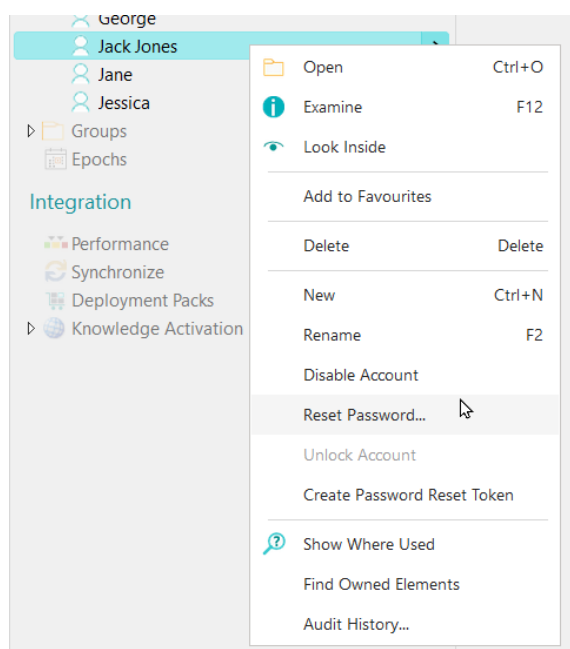 George
Jack Jones
Jane
Jessica
Groups
Epochs
Integration
Performance
Synchronize
Deployment Packs
Knowledge Activation
Open Ctrl+O
Examine F12
Look Inside
Add to Favourites
Delete Delete
New Ctrl+N
Rename F2
Disable Account
Reset Password...
Unlock Account
Create Password Reset Token
Show Where Used
Find Owned Elements
Audit History...